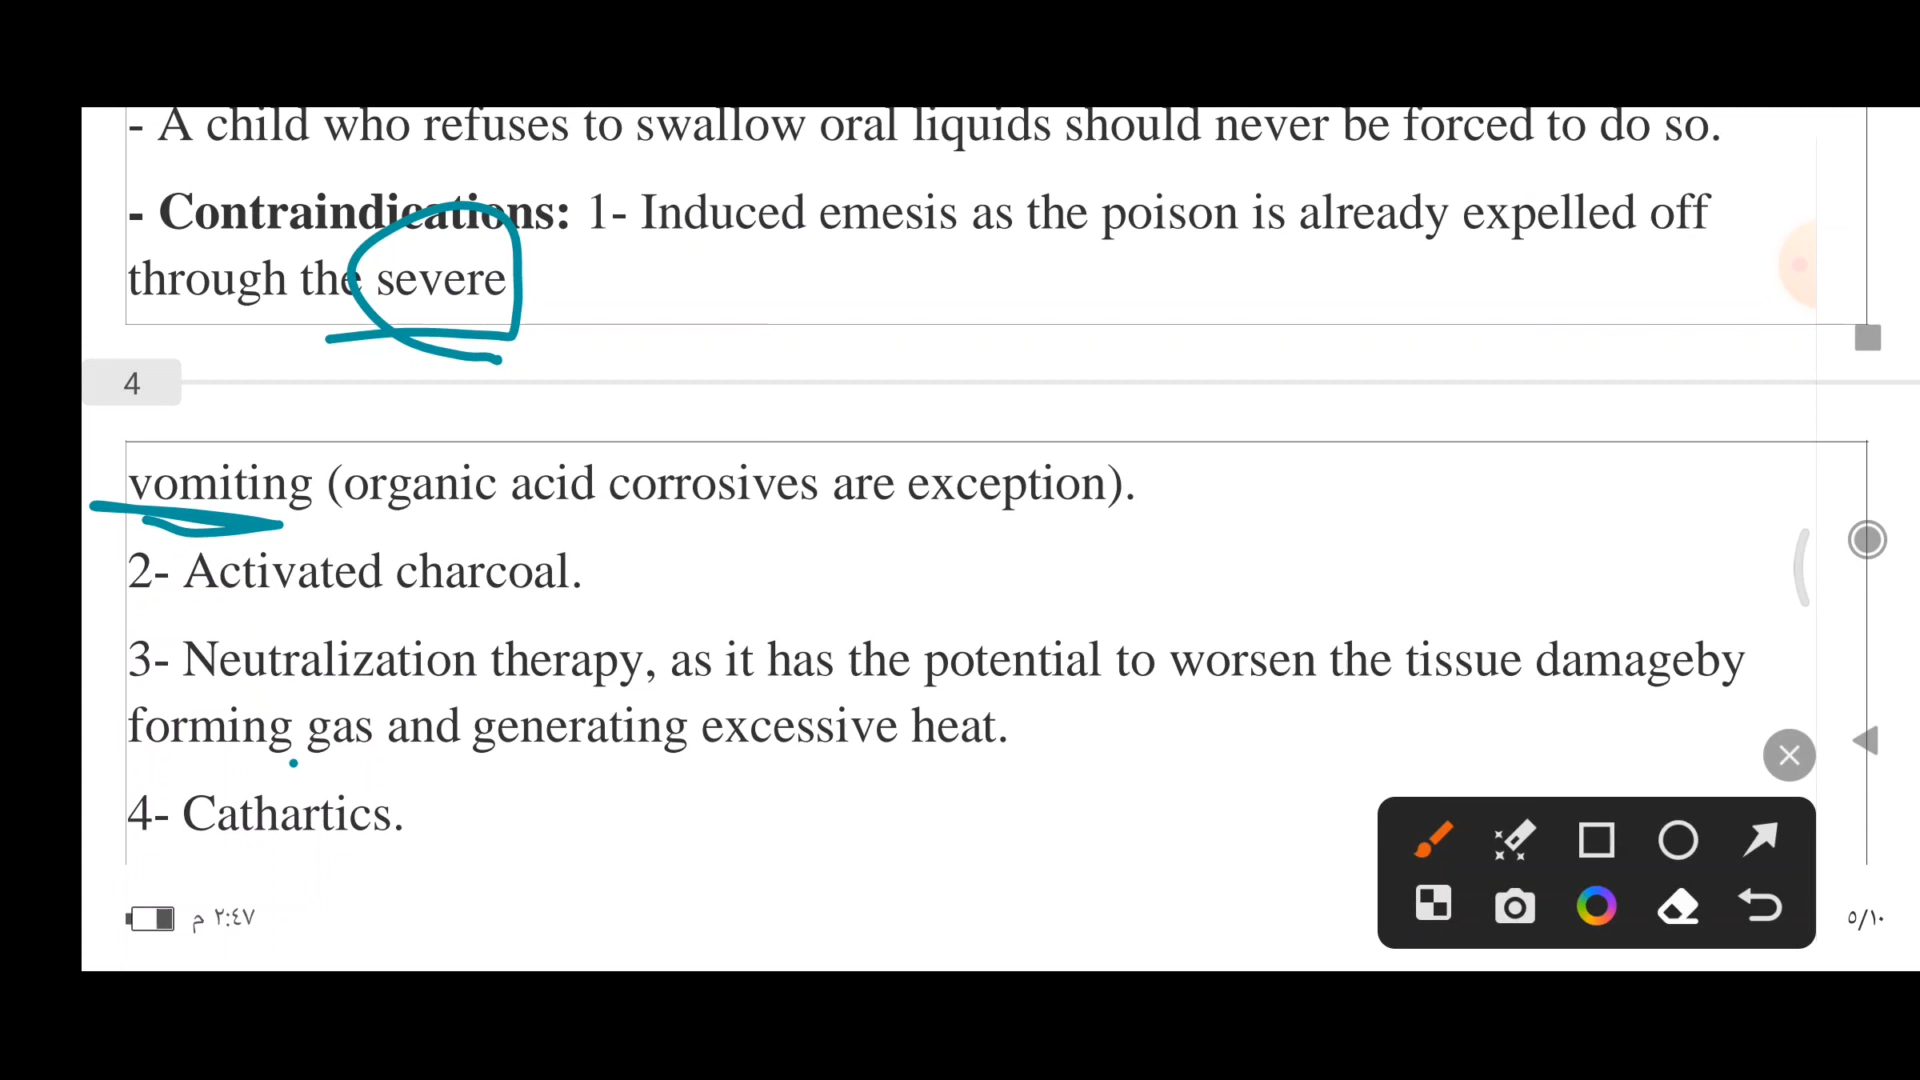 - A child who refuses to swallow oral liquids should never be forced to do so.
- Contraindications: 1- Induced emesis as the poison is already expelled off
through the severe
4
vomiting (organic acid corrosives are exception).
2- Activated charcoal.
3- Neutralization therapy, as it has the potential to worsen the tissue damageby
forming gas and generating excessive heat.
4- Cathartics.
٢:٤٧ م
٥/١٠